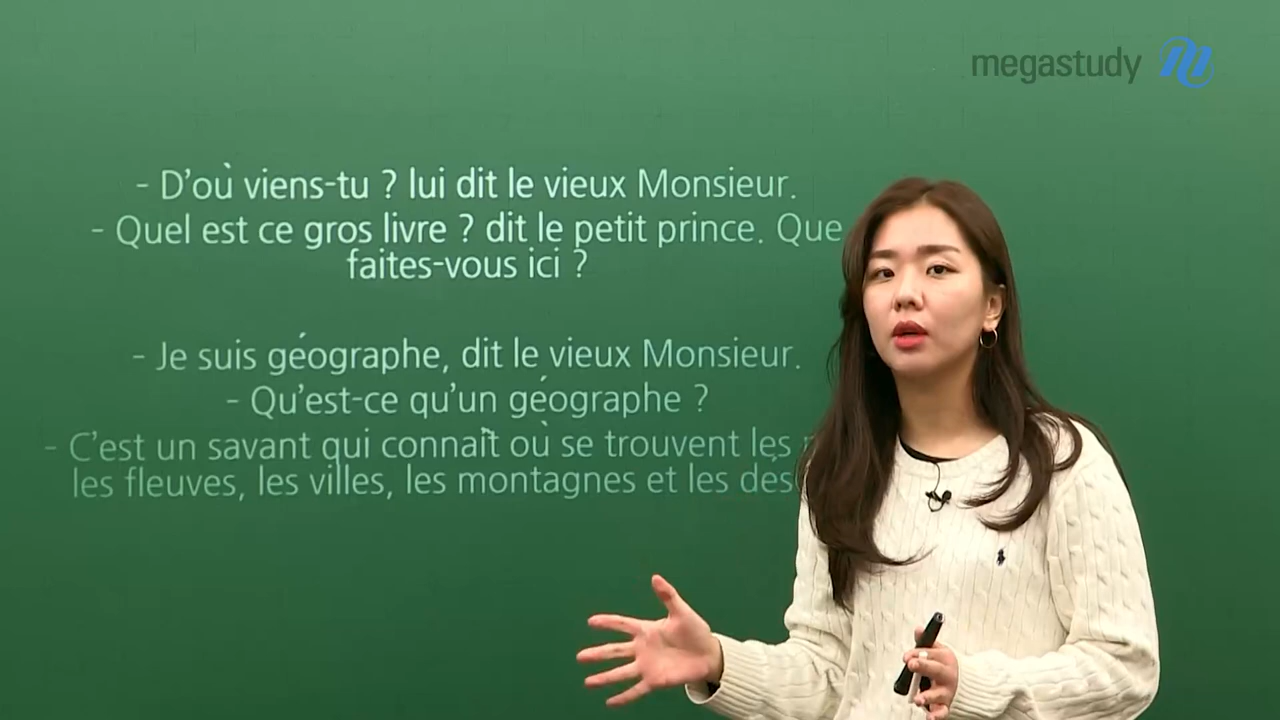 megastudy
- D'où viens-tu ? lui dit le vieux Monsieur.
- Quel est ce gros livre ? dit le petit prince. Que
faites-vous ici ?
- Je suis géographe, dit le vieux Monsieur.
- Qu'est-ce qu'un géographe ?
- C'est un savant qui connaît où se trouvent les
les fleuves, les villes, les montagnes et les